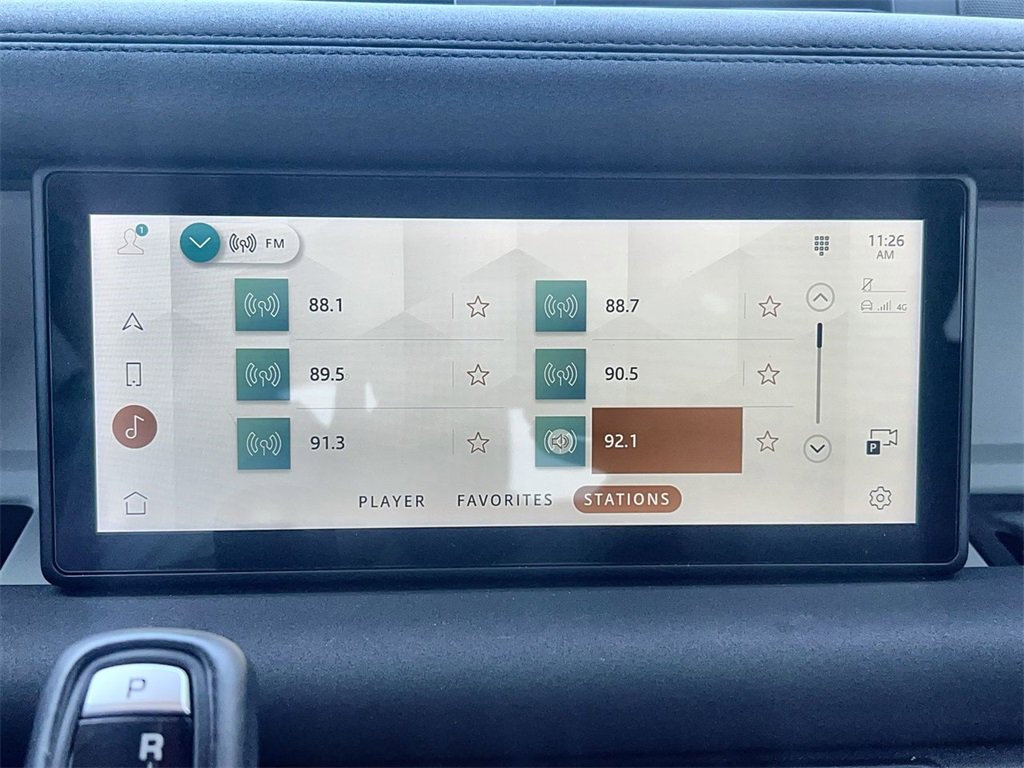 1
FM
11:26
AM
88.1
88.7
4G
89.5
90.5
91.3
92.1
P
PLAYER FAVORITES STATIONS
P
R